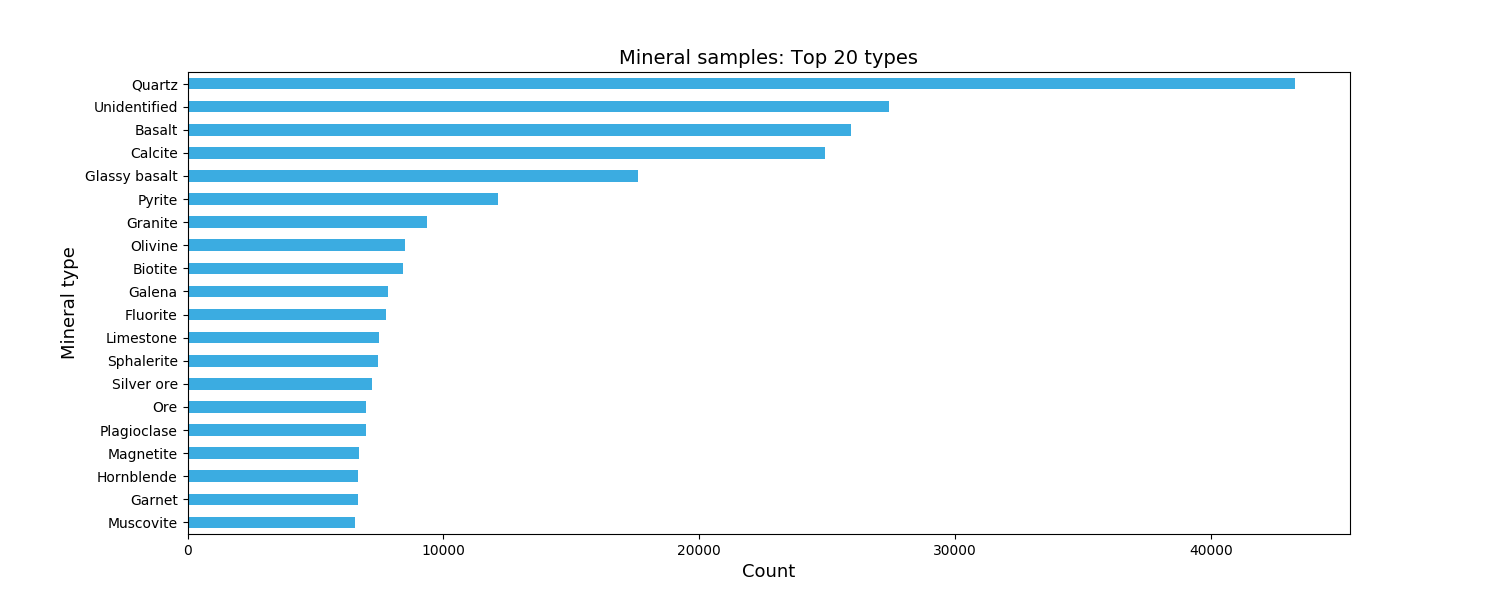 Mineral samples: Top 20 types
Quartz
Unidentified
Basalt
Calcite
Glassy basalt
Pyrite
Granite
Olivine
Biotite
Galena
Fluorite
Limestone
Sphalerite
Silver ore
Ore
Plagioclase
Magnetite
Hornblende
Garnet
Muscovite
Mineral type
0 10000 20000 30000 40000
Count